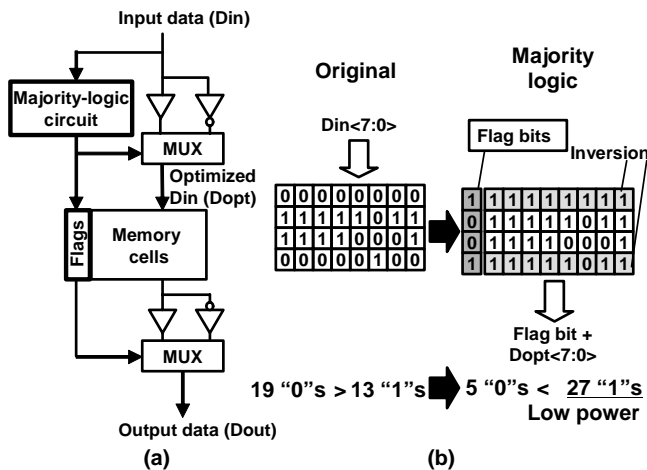 Input data (Din)
Majority-logic
circuit
MUX
Optimized
Din (Dopt)
Flags
Memory
cells
MUX
Output data (Dout)
(a)
Original
Din<7:0>
0 0 0 0 0 0 0 0
1 1 1 1 1 0 1 1
1 1 1 1 0 0 0 1
0 0 0 0 0 1 0 0
Majority
logic
Flag bits
Inversion
1 1 1 1 1 1 1 1 1
0 1 1 1 1 1 0 1 1
0 1 1 1 1 0 0 0 1
1 1 1 1 1 1 0 1 1
Flag bit +
Dopt<7:0>
19 “0”s > 13 “1”s
5 “0”s < 27 “1”s
Low power
(b)